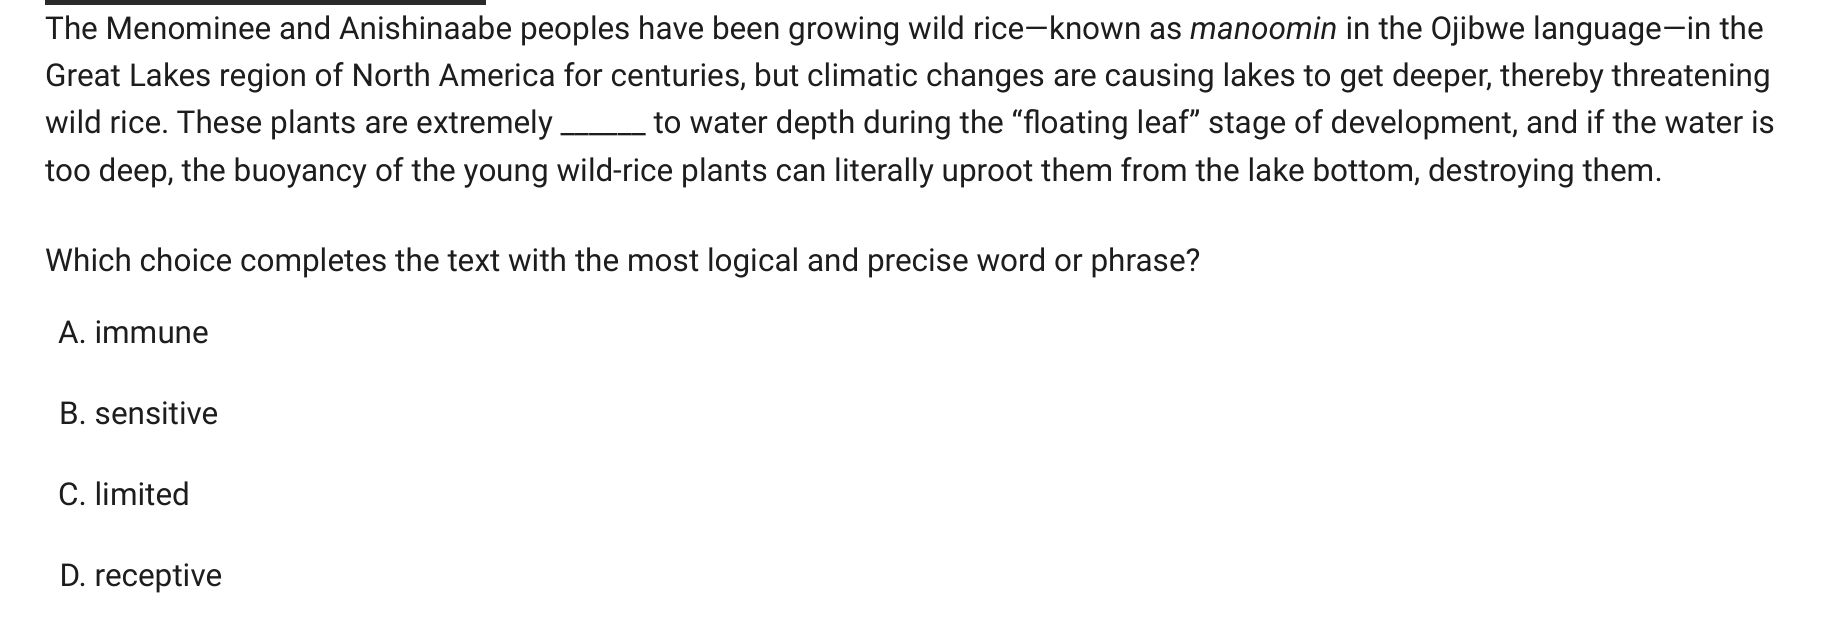 The Menominee and Anishinaabe peoples have been growing wild rice—known as manoomin in the Ojibwe language—in the
Great Lakes region of North America for centuries, but climatic changes are causing lakes to get deeper, thereby threatening
wild rice. These plants are extremely ______ to water depth during the “floating leaf” stage of development, and if the water is
too deep, the buoyancy of the young wild-rice plants can literally uproot them from the lake bottom, destroying them.
Which choice completes the text with the most logical and precise word or phrase?
A. immune
B. sensitive
C. limited
D. receptive